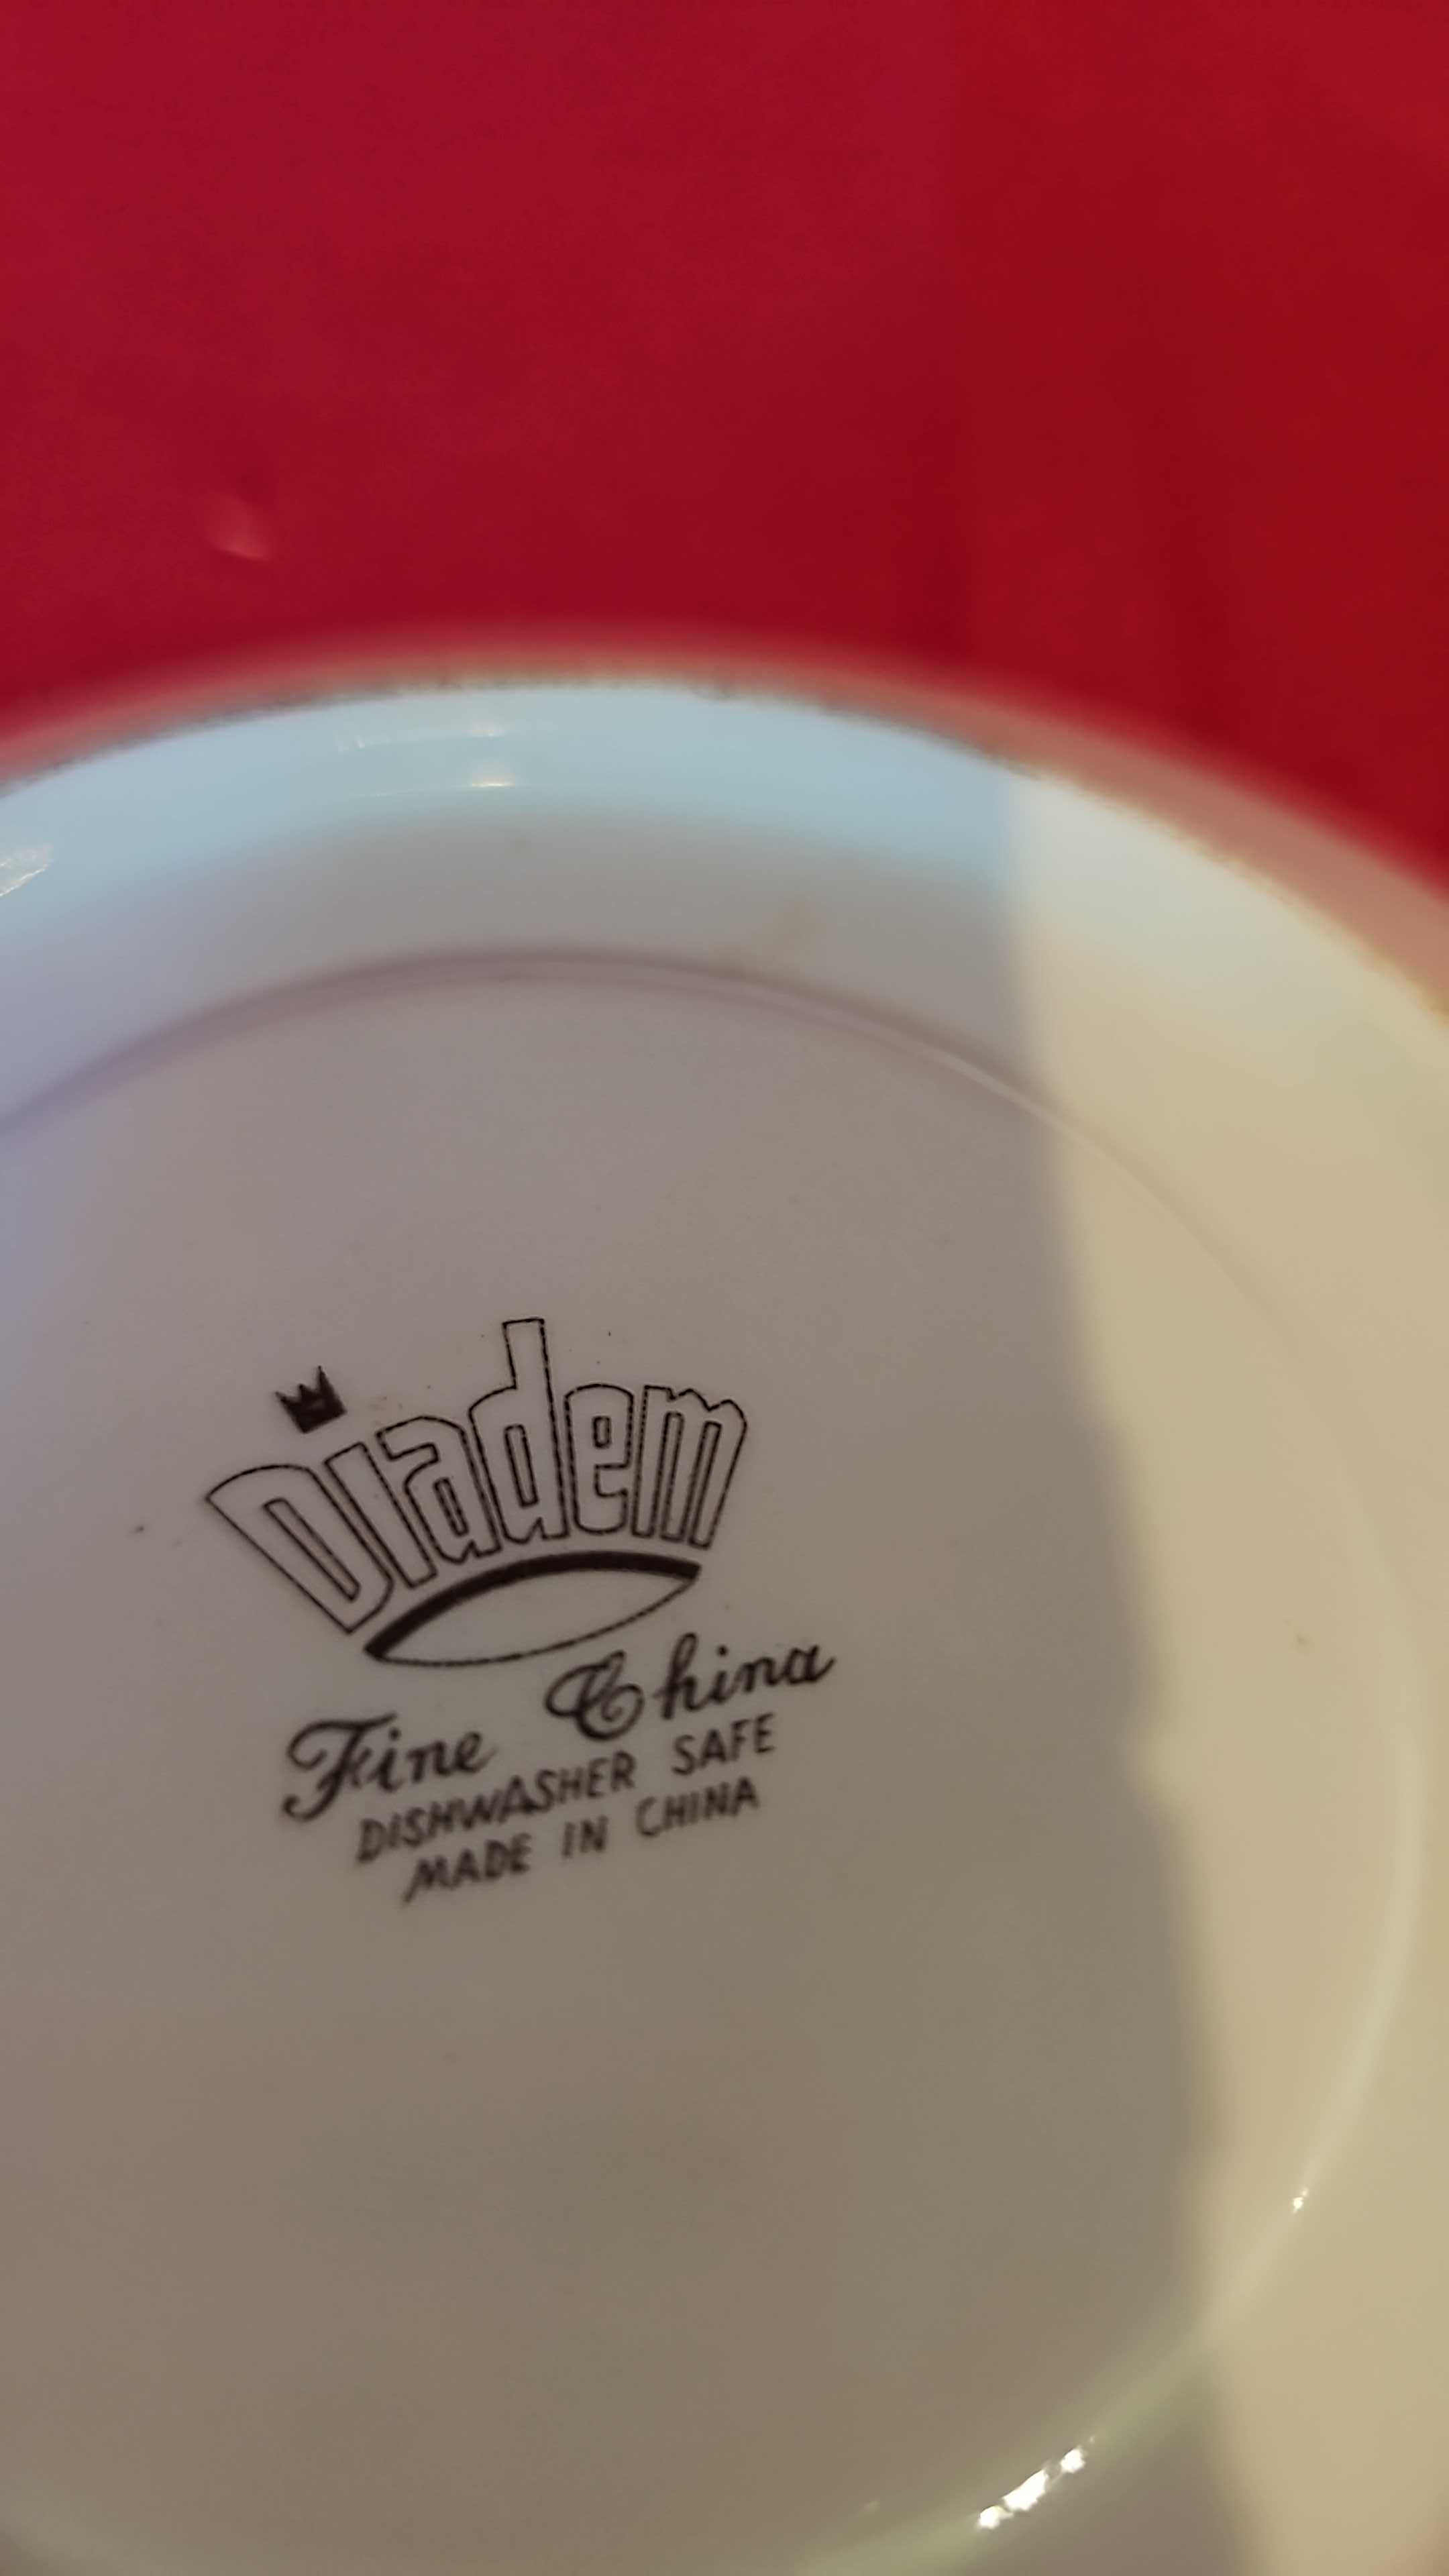 Diadem
Fine China
DISHWASHER SAFE
MADE IN CHINA